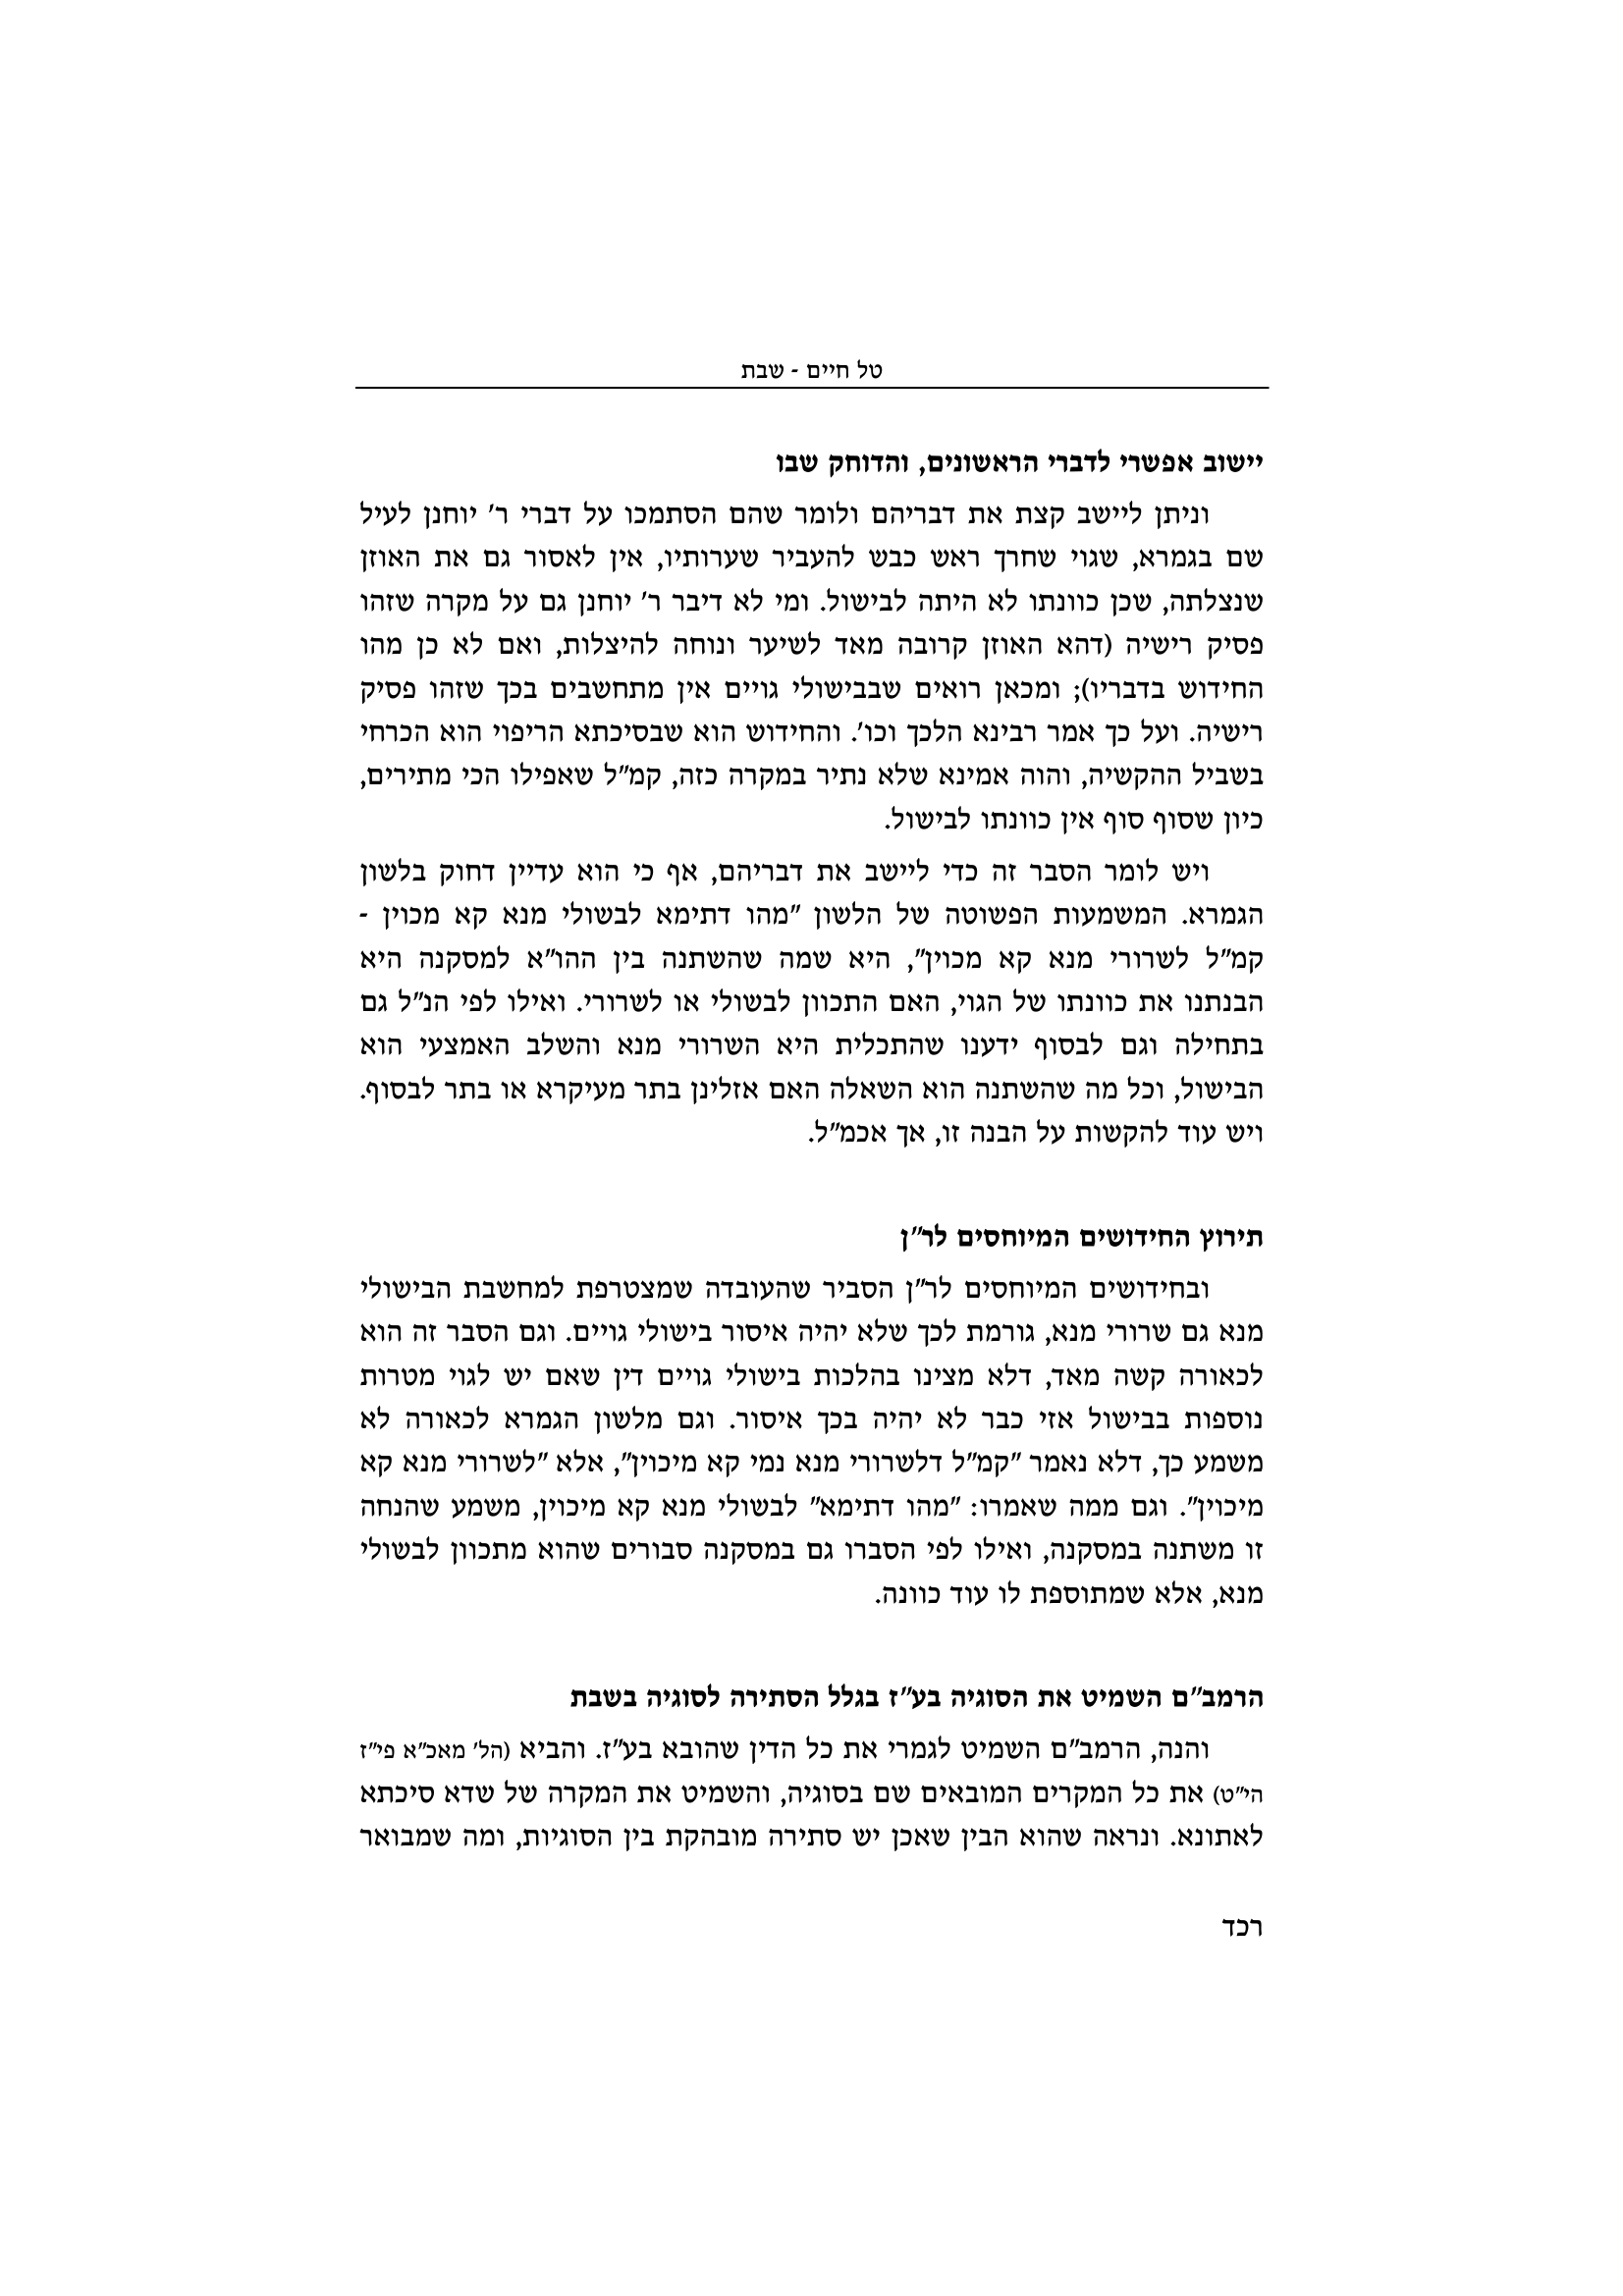 טל חיים - שבת
יישוב אפשרי לדברי הראשונים, והדוחק שבו
וניתן ליישב קצת את דבריהם ולומר שהם הסתמכו על דברי ר' יוחנן לעיל
שם בגמרא, שגוי שחרך ראש כבש להעביר שערותיו, אין לאסור גם את האוזן
שנצלתה, שכן כוונתו לא היתה לבישול. ומי לא דיבר ר' יוחנן גם על מקרה שזהו
פסיק רישיה (דהא האוזן קרובה מאד לשיער ונוחה להיצלות, ואם לא כן מהו
החידוש בדבריו); ומכאן רואים שבבישולי גויים אין מתחשבים בכך שזהו פסיק
רישיה. ועל כך אמר רבינא הלכך וכו'. והחידוש הוא שבסיכתא הריפוי הוא הכרחי
בשביל ההקשיה, והוה אמינא שלא נתיר במקרה כזה, קמ"ל שאפילו הכי מתירים,
כיון שסוף סוף אין כוונתו לבישול.
ויש לומר הסבר זה כדי ליישב את דבריהם, אף כי הוא עדיין דחוק בלשון
הגמרא. המשמעות הפשוטה של הלשון "מהו דתימא לבשולי מנא קא מכוין -
קמ"ל לשרורי מנא קא מכוין", היא שמה שהשתנה בין ההו"א למסקנה היא
הבנתנו את כוונתו של הגוי, האם התכוון לבשולי או לשרורי. ואילו לפי הנ"ל גם
בתחילה וגם לבסוף ידענו שהתכלית היא השרורי מנא והשלב האמצעי הוא
הבישול, וכל מה שהשתנה הוא השאלה האם אזלינן בתר מעיקרא או בתר לבסוף.
ויש עוד להקשות על הבנה זו, אך אכמ"ל.
תירוץ החידושים המיוחסים לר"ן
ובחידושים המיוחסים לר"ן הסביר שהעובדה שמצטרפת למחשבת הבישולי
מנא גם שרורי מנא, גורמת לכך שלא יהיה איסור בישולי גויים. וגם הסבר זה הוא
לכאורה קשה מאד, דלא מצינו בהלכות בישולי גויים דין שאם יש לגוי מטרות
נוספות בבישול אזי כבר לא יהיה בכך איסור. וגם מלשון הגמרא לכאורה לא
משמע כך, דלא נאמר "קמ"ל דלשרורי מנא נמי קא מיכוין", אלא "לשרורי מנא קא
מיכוין". וגם ממה שאמרו: "מהו דתימא" לבשולי מנא קא מיכוין, משמע שהנחה
זו משתנה במסקנה, ואילו לפי הסברו גם במסקנה סבורים שהוא מתכוון לבשולי
מנא, אלא שמתוספת לו עוד כוונה.
הרמב"ם השמיט את הסוגיה בע"ז בגלל הסתירה לסוגיה בשבת
והנה, הרמב"ם השמיט לגמרי את כל הדין שהובא בע"ז. והביא (הל' מאכ"א פי"ז
הי"ט) את כל המקרים המובאים שם בסוגיה, והשמיט את המקרה של שדא סיכתא
לאתונא. ונראה שהוא הבין שאכן יש סתירה מובהקת בין הסוגיות, ומה שמבואר
רכד